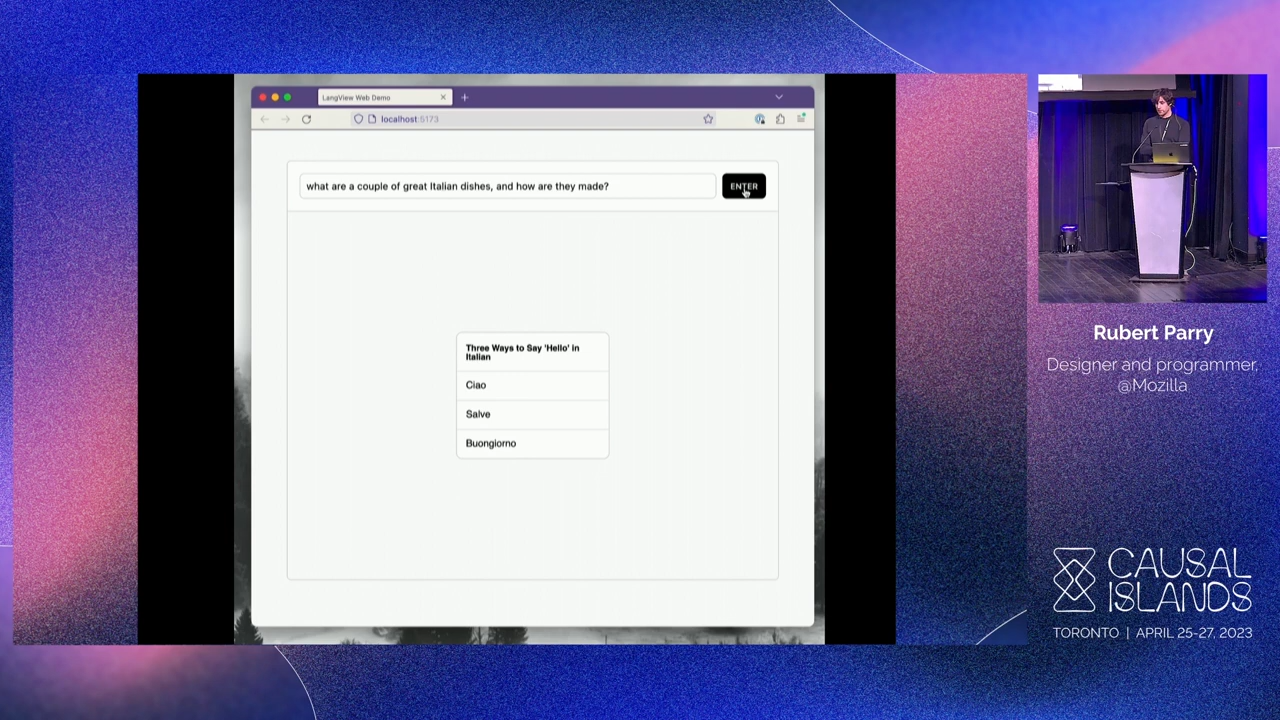 LangView Web Demo
localhost:5173
what are a couple of great Italian dishes, and how are they made?
ENTER
Three Ways to Say 'Hello' in
Italian
Ciao
Salve
Buongiorno
Rubert Parry
Designer and programmer,
@Mozilla
CAUSAL
ISLANDS
TORONTO | APRIL 25-27, 2023